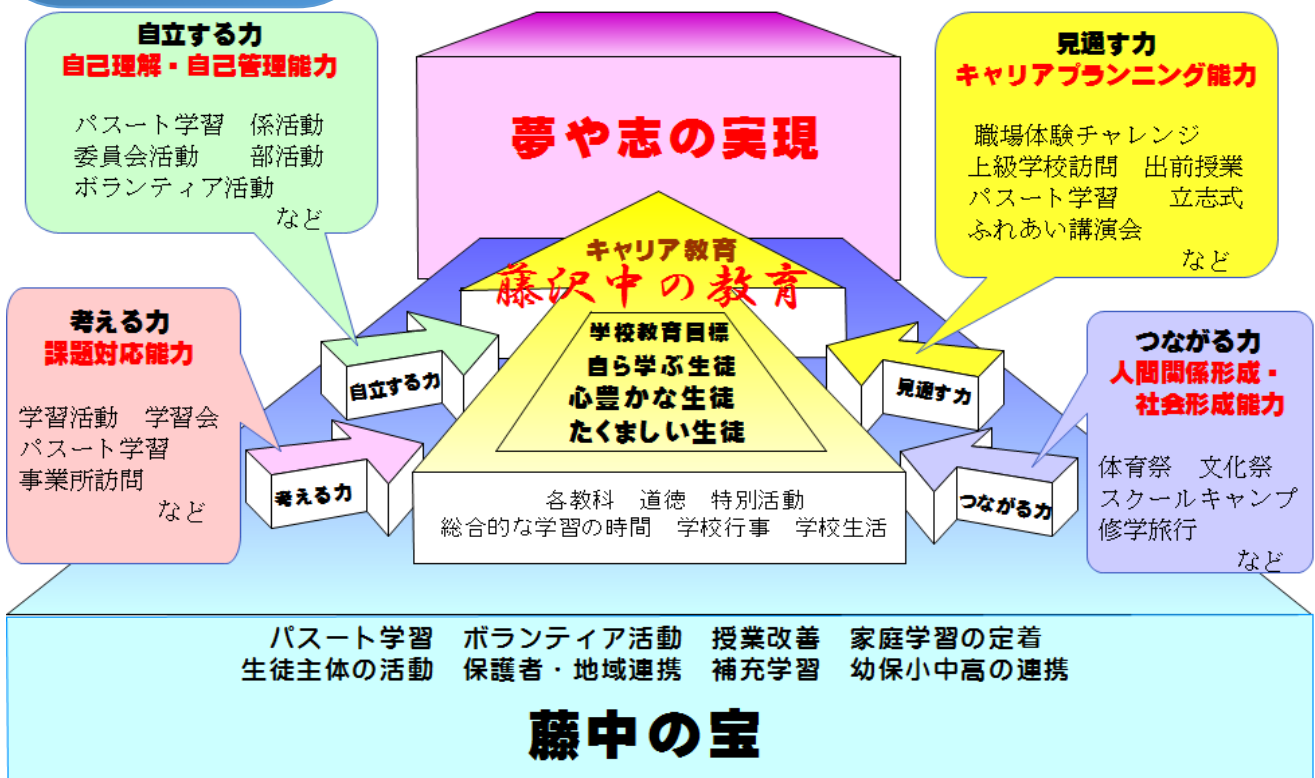 自立する力
自己理解・自己管理能力
パスート学習　係活動
委員会活動　　部活動
ボランティア活動
など
見通す力
キャリアプランニング能力
職場体験チャレンジ
上級学校訪問　出前授業
パスート学習　　立志式
ふれあい講演会
など
夢や志の実現
キャリア教育
藤沢中の教育
学校教育目標
自ら学ぶ生徒
心豊かな生徒
たくましい生徒
自立する力
見通す力
考える力
つながる力
考える力
課題対応能力
学習活動　学習会
パスート学習
事業所訪問
など
つながる力
人間関係形成・
社会形成能力
体育祭　文化祭
スクールキャンプ
修学旅行
など
各教科　道徳　特別活動
総合的な学習の時間　学校行事　学校生活
パスート学習　ボランティア活動　授業改善　家庭学習の定着
生徒主体の活動　保護者・地域連携　補充学習　幼保小中高の連携
藤中の宝